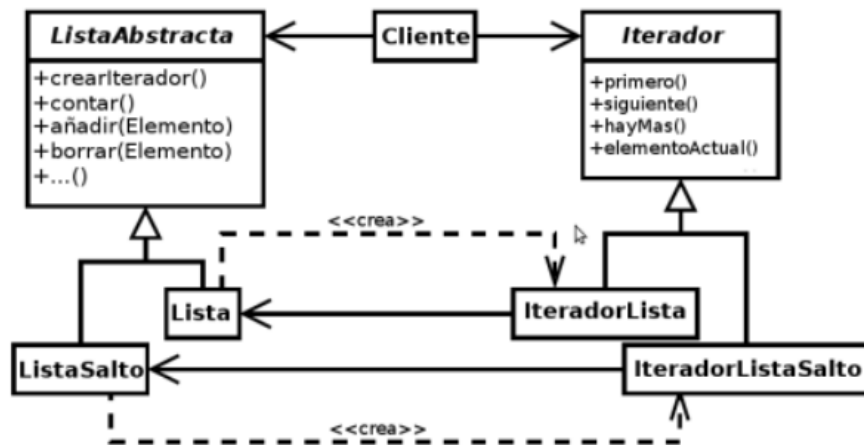 ListaAbstracta
+crearIterador()
+contar()
+añadir(Elemento)
+borrar(Elemento)
+...()
Cliente
Iterador
+primero()
+siguiente()
+hayMas()
+elementoActual()
<<crea>>
Lista
IteradorLista
ListaSalto
IteradorListaSalto
<<crea>>